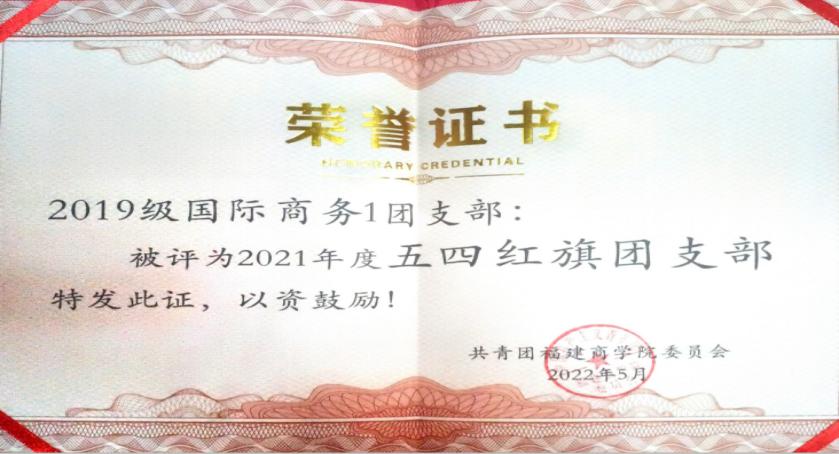 荣誉证书
HONORARY CREDENTIAL
2019级国际商务1团支部：
被评为2021年度五四红旗团支部
特发此证，以资鼓励！
共青团福建商学院委员会
2022年5月